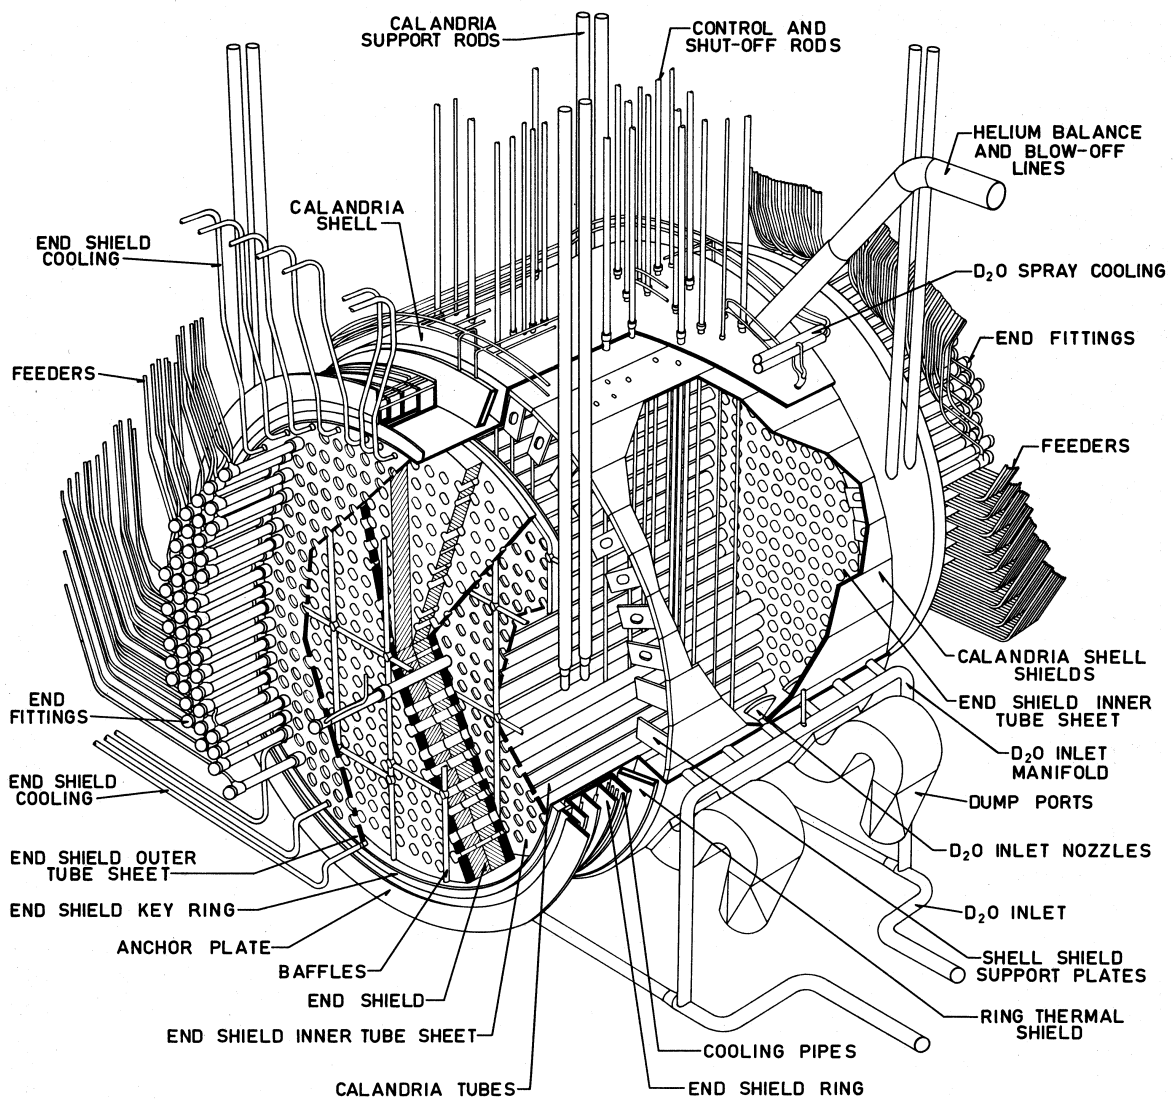 CALANDRIA
SUPPORT RODS
CONTROL AND
SHUT-OFF RODS
HELIUM BALANCE
AND BLOW-OFF
LINES
CALANDRIA
SHELL
END SHIELD
COOLING
D₂O SPRAY COOLING
END FITTINGS
FEEDERS
FEEDERS
CALANDRIA SHELL
SHIELDS
END SHIELD INNER
TUBE SHEET
END
FITTINGS
D₂O INLET
MANIFOLD
END SHIELD
COOLING
DUMP PORTS
END SHIELD OUTER
TUBE SHEET
D₂O INLET NOZZLES
END SHIELD KEY RING
D₂O INLET
ANCHOR PLATE
SHELL SHIELD
SUPPORT PLATES
BAFFLES
END SHIELD
RING THERMAL
SHIELD
END SHIELD INNER TUBE SHEET
COOLING PIPES
CALANDRIA TUBES
END SHIELD RING